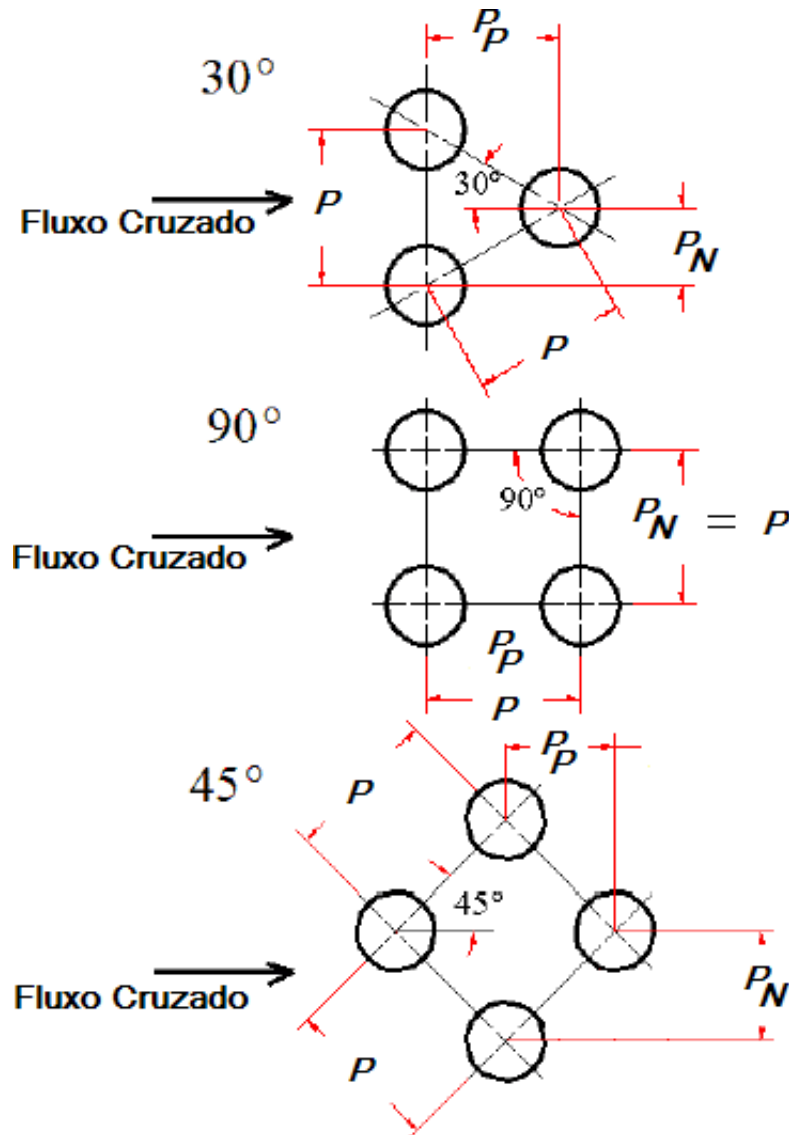 P_P
30°
30°
P
Fluxo Cruzado
P_N
P
90°
90°
P_N = P
Fluxo Cruzado
P_P
P
P_P
45°
P
45°
Fluxo Cruzado
P_N
P